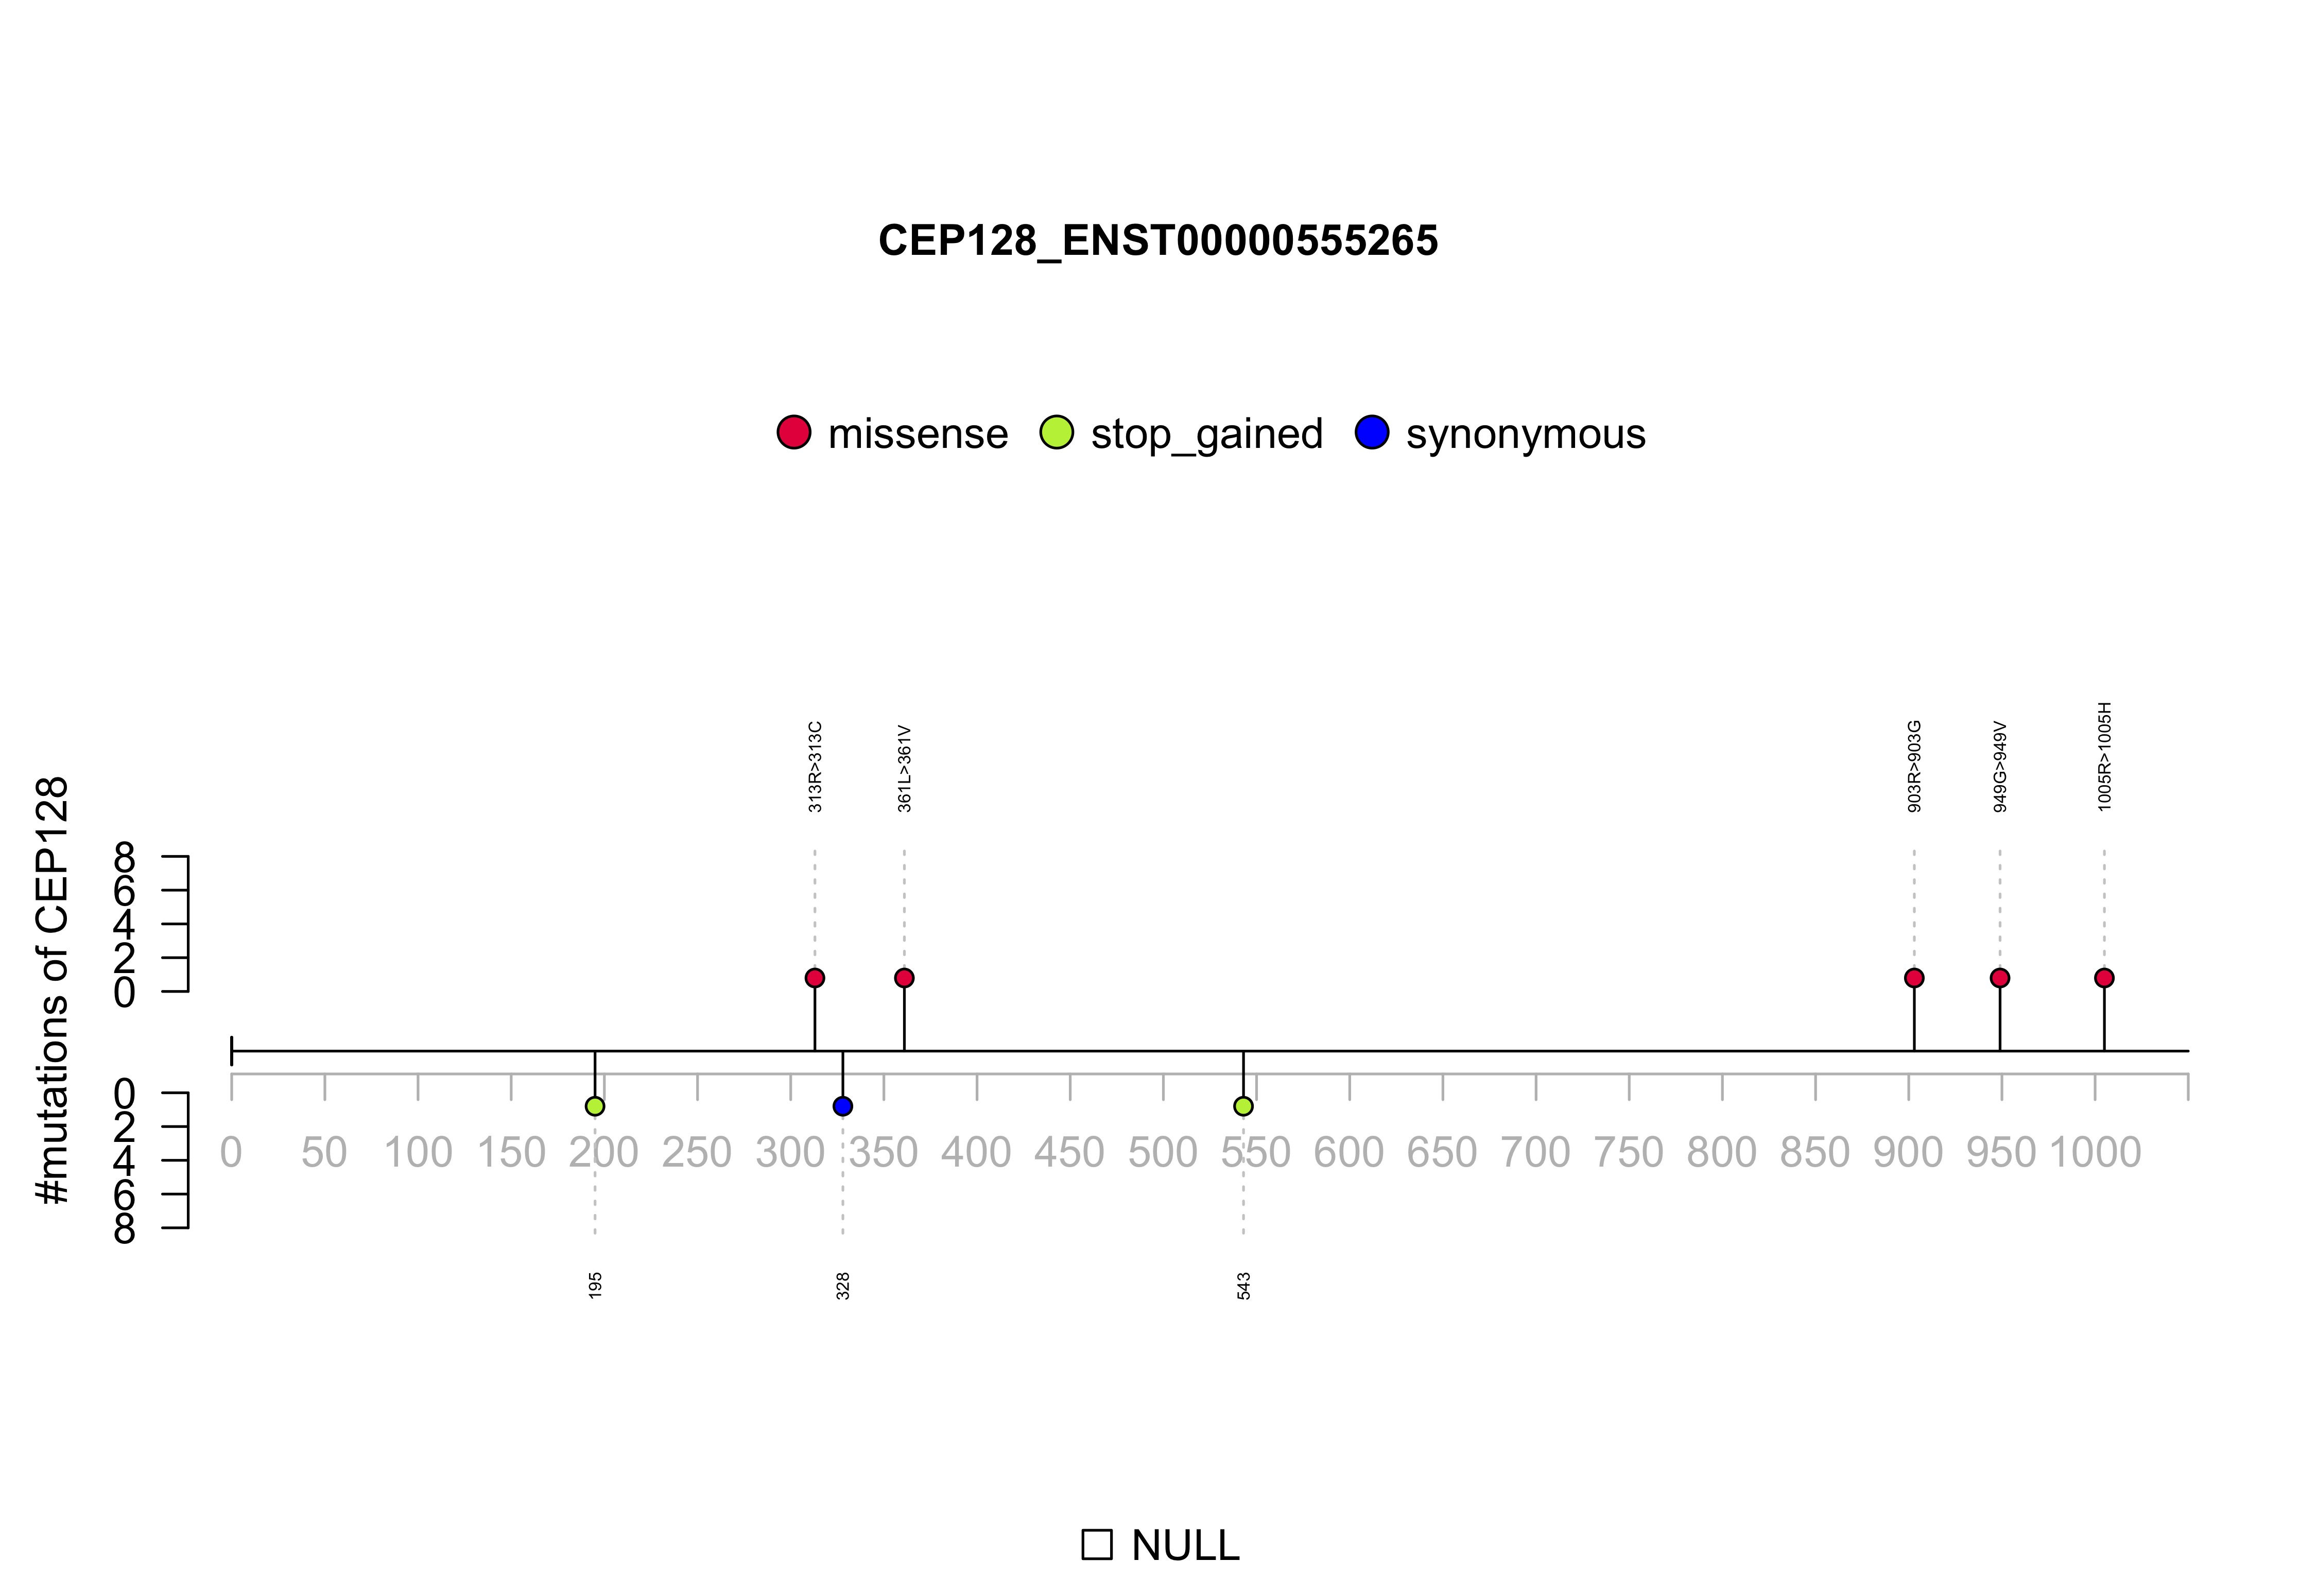 CEP128_ENST00000555265
missense stop_gained synonymous
313R>313C 361L>361V 903R>903G 949G>949V 1005R>1005H
#mutations of CEP128
8
6
4
2
0
0
2
4
6
8
0 50 100 150 200 250 300 350 400 450 500 550 600 650 700 750 800 850 900 950 1000
195 328 543
NULL